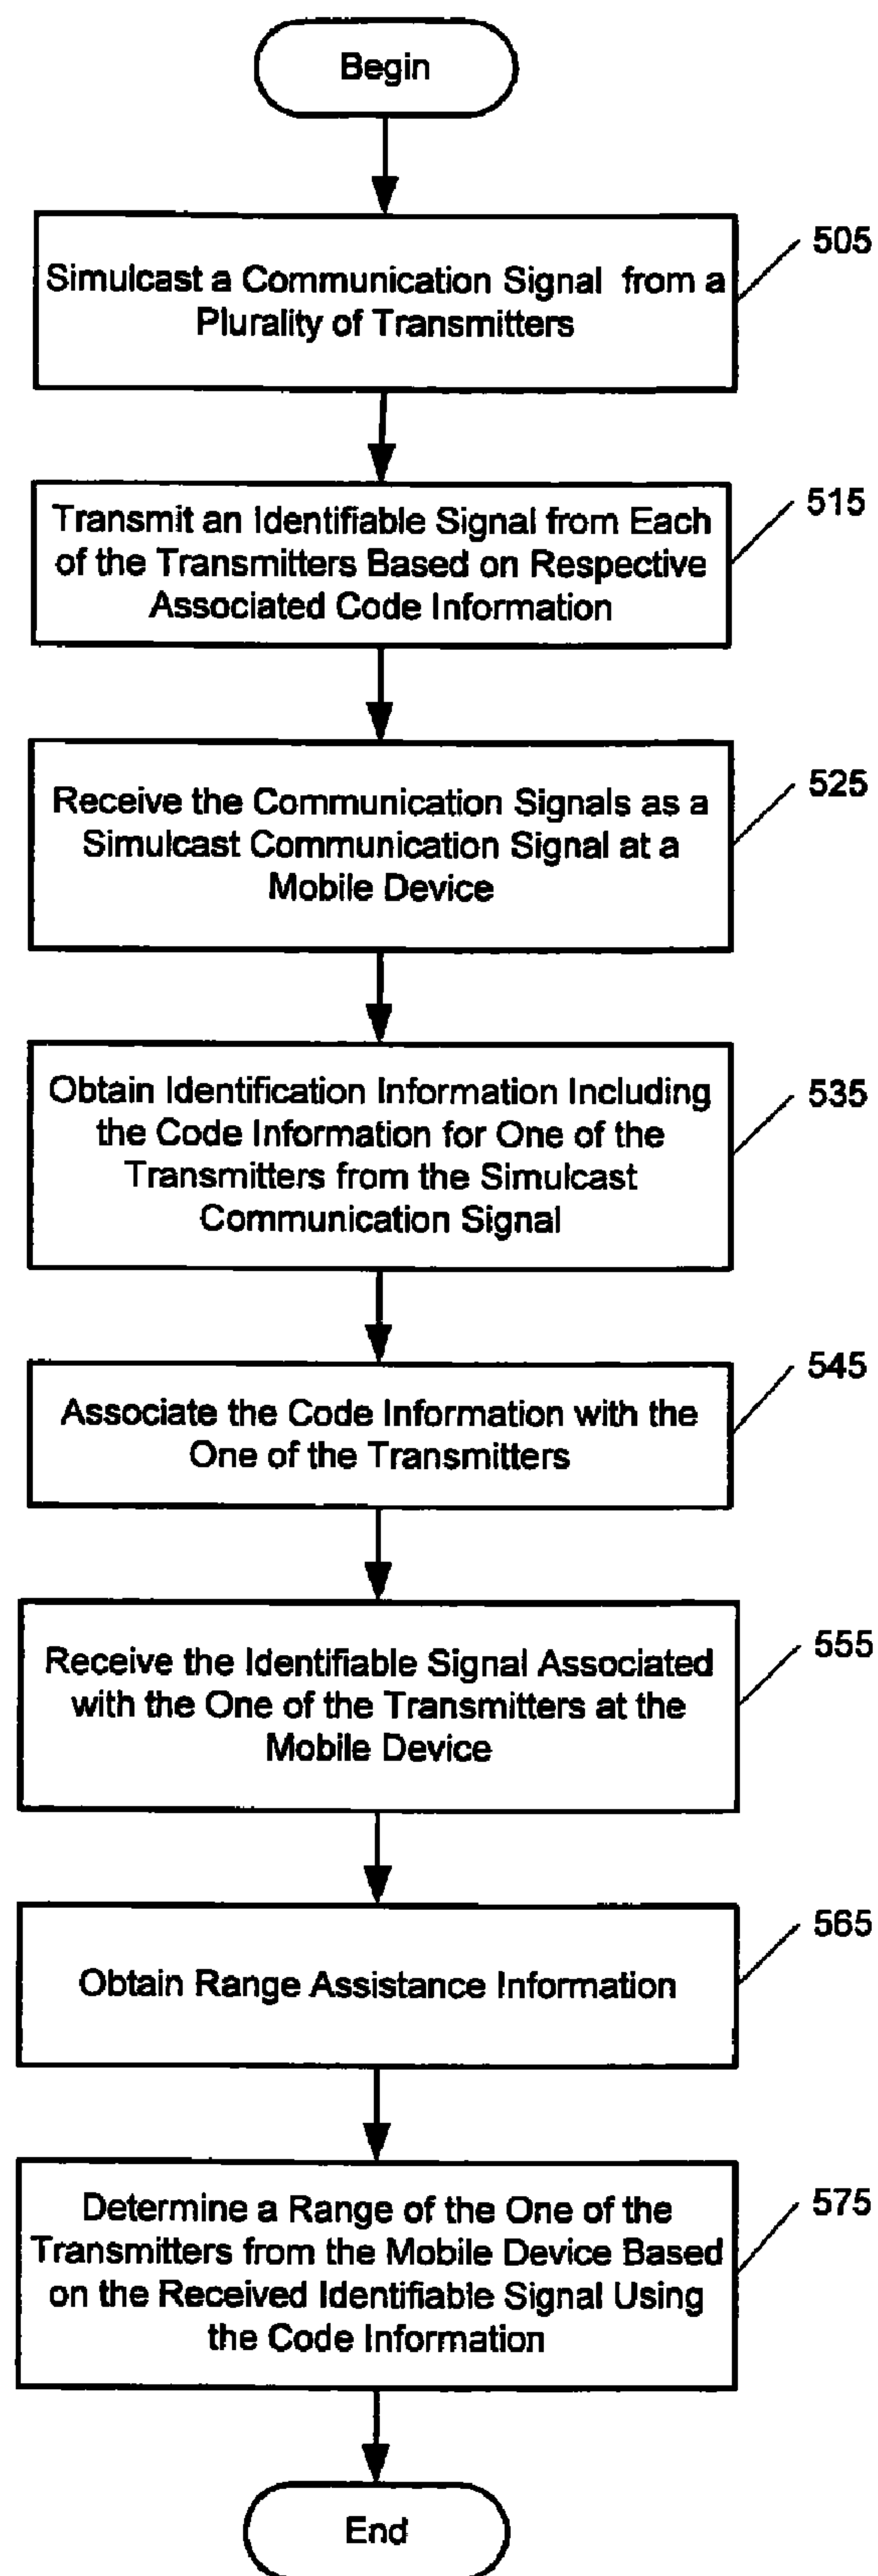 Begin
505
Simulcast a Communication Signal from a
Plurality of Transmitters
515
Transmit an Identifiable Signal from Each
of the Transmitters Based on Respective
Associated Code Information
525
Receive the Communication Signals as a
Simulcast Communication Signal at a
Mobile Device
535
Obtain Identification Information Including
the Code Information for One of the
Transmitters from the Simulcast
Communication Signal
545
Associate the Code Information with the
One of the Transmitters
555
Receive the Identifiable Signal Associated
with the One of the Transmitters at the
Mobile Device
565
Obtain Range Assistance Information
575
Determine a Range of the One of the
Transmitters from the Mobile Device Based
on the Received Identifiable Signal Using
the Code Information
End